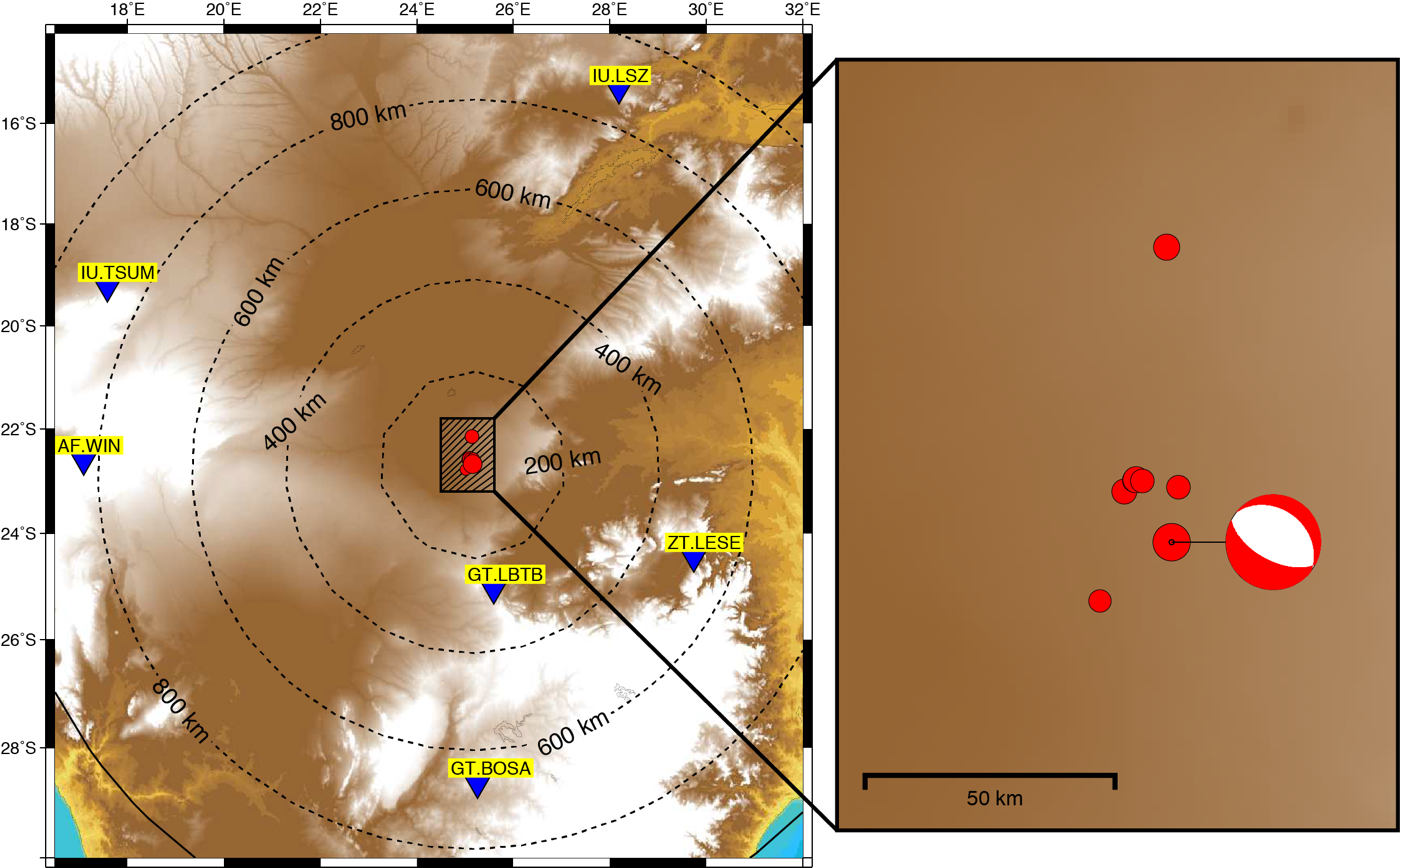 18˚E 20˚E 22˚E 24˚E 26˚E 28˚E 30˚E 32˚E
IU.LSZ
800 km
16˚S
600 km
18˚S
IU.TSUM
600 km
20˚S
400 km
400 km
22˚S
AF.WIN
200 km
24˚S
ZT.LESE
GT.LBTB
26˚S
800 km
600 km
28˚S
GT.BOSA
50 km